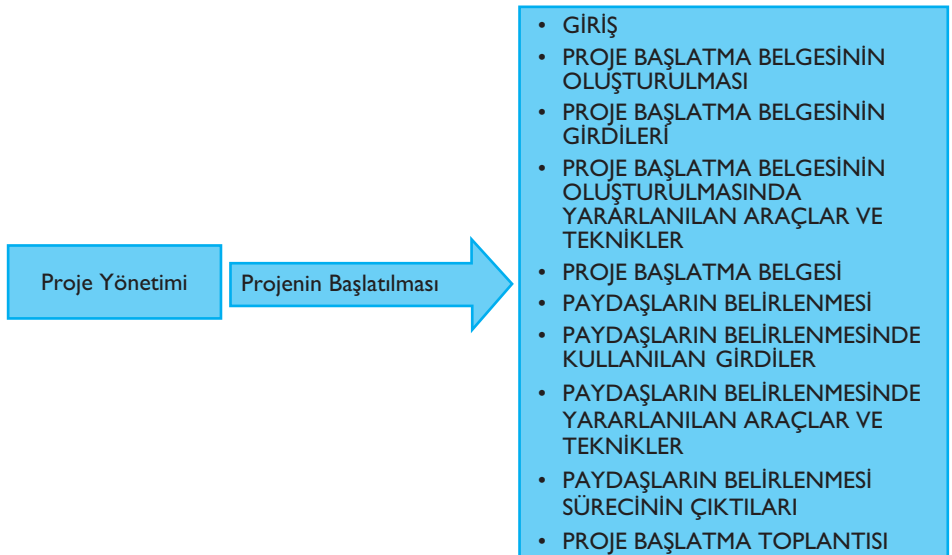 Proje Yönetimi
Projenin Başlatılması
• GİRİŞ
• PROJE BAŞLATMA BELGESİNİN
OLUŞTURULMASI
• PROJE BAŞLATMA BELGESİNİN
GİRDİLERİ
• PROJE BAŞLATMA BELGESİNİN
OLUŞTURULMASINDA
YARARLANILAN ARAÇLAR VE
TEKNİKLER
• PROJE BAŞLATMA BELGESİ
• PAYDAŞLARIN BELİRLENMESİ
• PAYDAŞLARIN BELİRLENMESİNDE
KULLANILAN GİRDİLER
• PAYDAŞLARIN BELİRLENMESİNDE
YARARLANILAN ARAÇLAR VE
TEKNİKLER
• PAYDAŞLARIN BELİRLENMESİ
SÜRECİNİN ÇIKTILARI
• PROJE BAŞLATMA TOPLANTISI